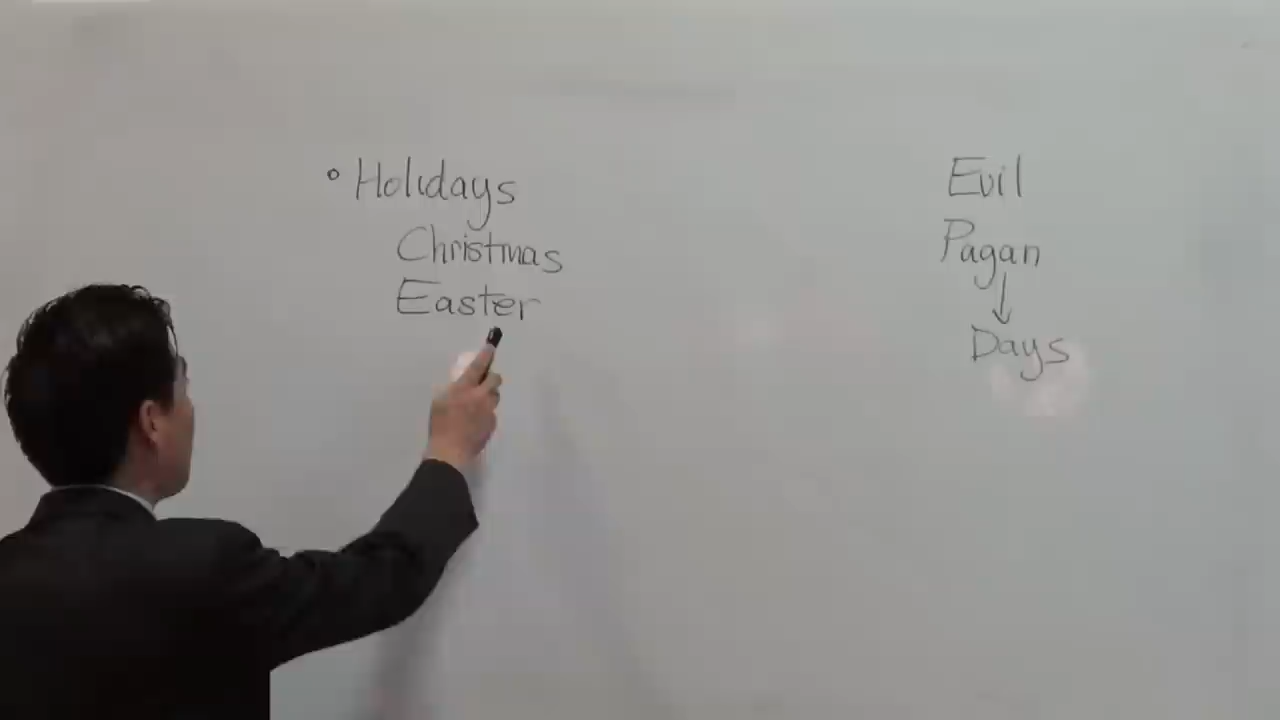 ° Holidays
Christmas
Easter
Evil
Pagan
↓
Days